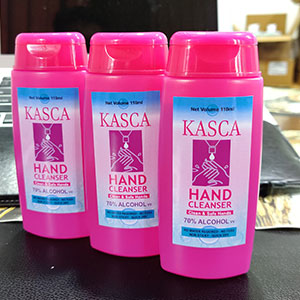 Net Volume 110ml
KASCA
HAND
CLEANSER
Clean & Safe Hands
70% ALCOHOL v/v
Net Volume 110ml
KASCA
HAND
CLEANSER
Clean & Safe Hands
70% ALCOHOL v/v
Net Volume 110ml
KASCA
HAND
CLEANSER
Clean & Safe Hands
70% ALCOHOL v/v